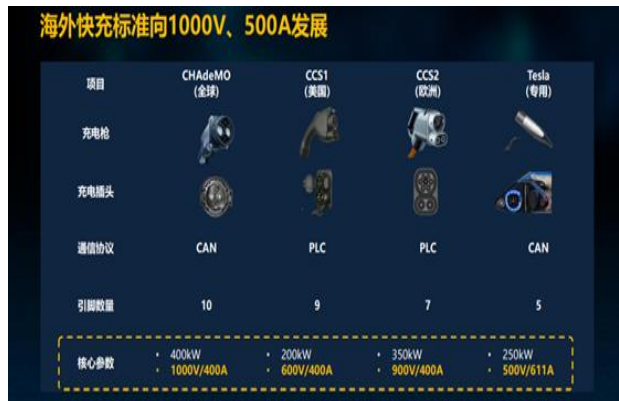 海外快充标准向1000V、500A发展
项目 CHAdeMO CCS1 CCS2 Tesla
(全球) (美国) (欧洲) (专用)
充电枪
充电插头
通信协议 CAN PLC PLC CAN
引脚数量 10 9 7 5
核心参数 • 400kW • 200kW • 350kW • 250kW
• 1000V/400A • 600V/400A • 900V/400A • 500V/611A